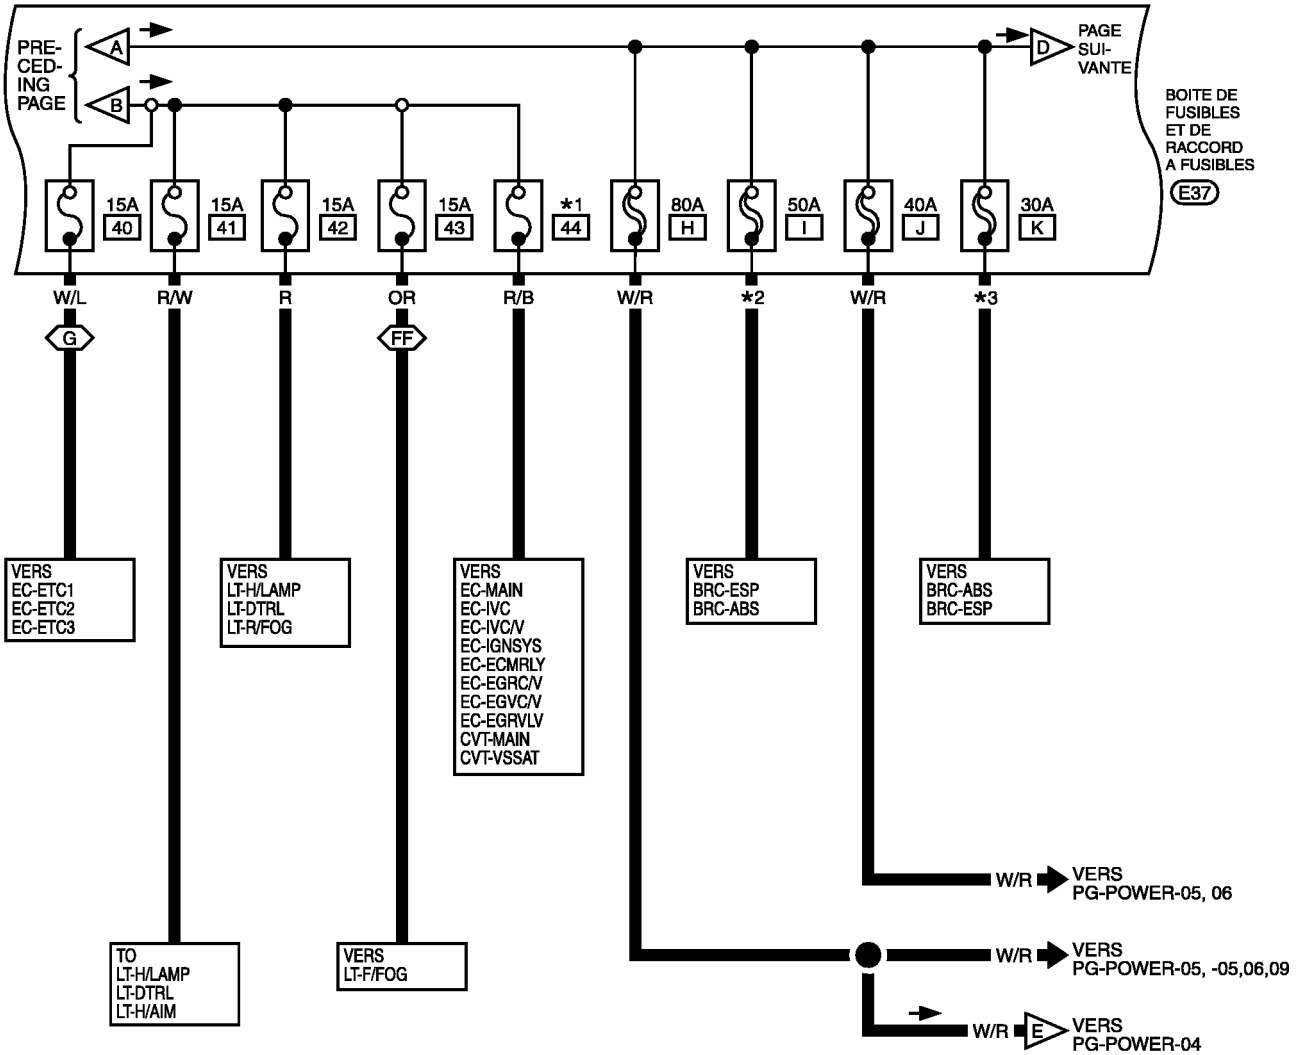 PRE-
CED-
ING
PAGE
A
B
D
PAGE
SUI-
VANTE
BOITE DE
FUSIBLES
ET DE
RACCORD
A FUSIBLES
E37
15A
40
15A
41
15A
42
15A
43
*1
44
80A
H
50A
I
40A
J
30A
K
W/L
R/W
R
OR
R/B
W/R
*2
W/R
*3
G
FF
VERS
EC-ETC1
EC-ETC2
EC-ETC3
VERS
LT-H/LAMP
LT-DTRL
LT-R/FOG
VERS
EC-MAIN
EC-IVC
EC-IVC/V
EC-IGNSYS
EC-ECMRLY
EC-EGRC/V
EC-EGVC/V
EC-EGRVLV
CVT-MAIN
CVT-VSSAT
VERS
BRC-ESP
BRC-ABS
VERS
BRC-ABS
BRC-ESP
W/R
VERS
PG-POWER-05, 06
TO
LT-H/LAMP
LT-DTRL
LT-H/AIM
VERS
LT-F/FOG
W/R
VERS
PG-POWER-05, -05,06,09
W/R
E
VERS
PG-POWER-04